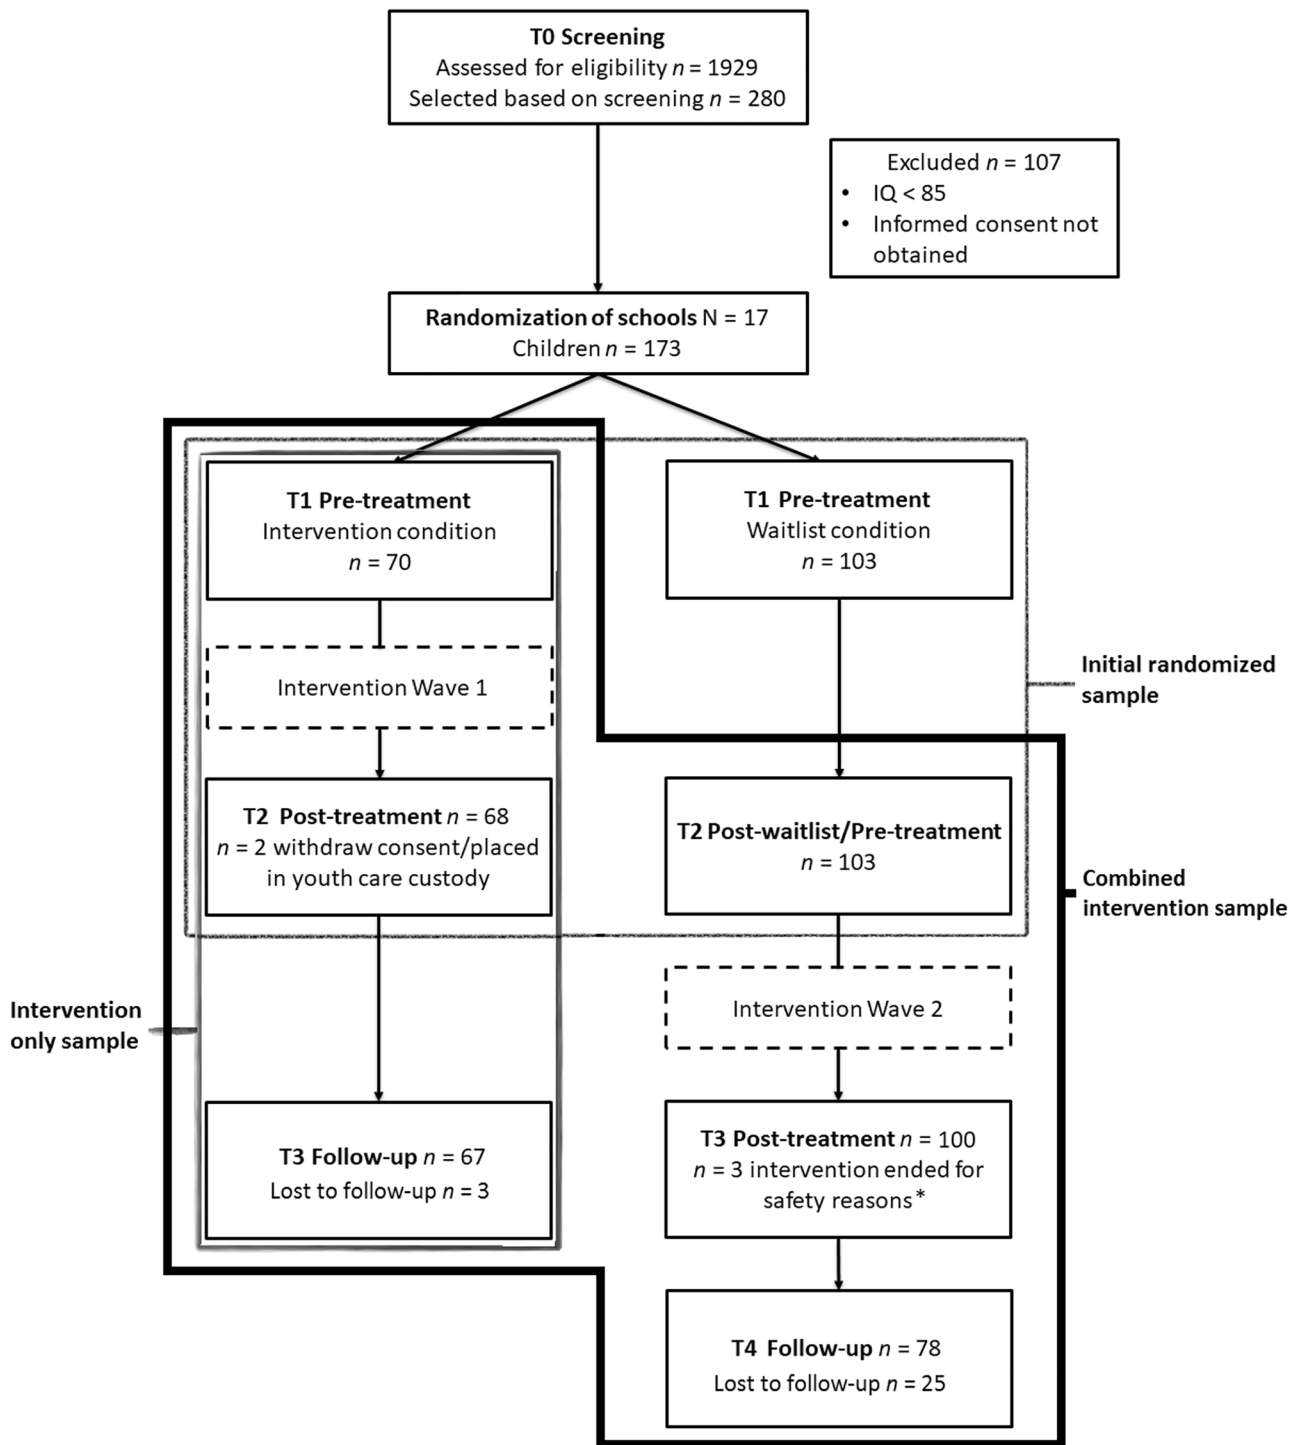 T0 Screening
Assessed for eligibility n = 1929
Selected based on screening n = 280
Excluded n = 107
• IQ < 85
• Informed consent not
obtained
Randomization of schools N = 17
Children n = 173
T1 Pre-treatment
Intervention condition
n = 70
T1 Pre-treatment
Waitlist condition
n = 103
Intervention Wave 1
Initial randomized
sample
T2 Post-treatment n = 68
n = 2 withdraw consent/placed
in youth care custody
T2 Post-waitlist/Pre-treatment
n = 103
Combined
intervention sample
Intervention
only sample
Intervention Wave 2
T3 Follow-up n = 67
Lost to follow-up n = 3
T3 Post-treatment n = 100
n = 3 intervention ended for
safety reasons*
T4 Follow-up n = 78
Lost to follow-up n = 25